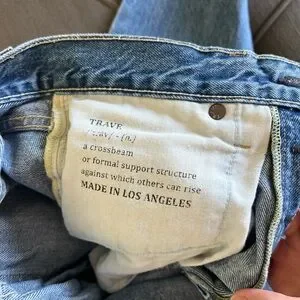 TRAVE
- (n.)
a crossbeam
or formal support structure
against which others can rise
MADE IN LOS ANGELES